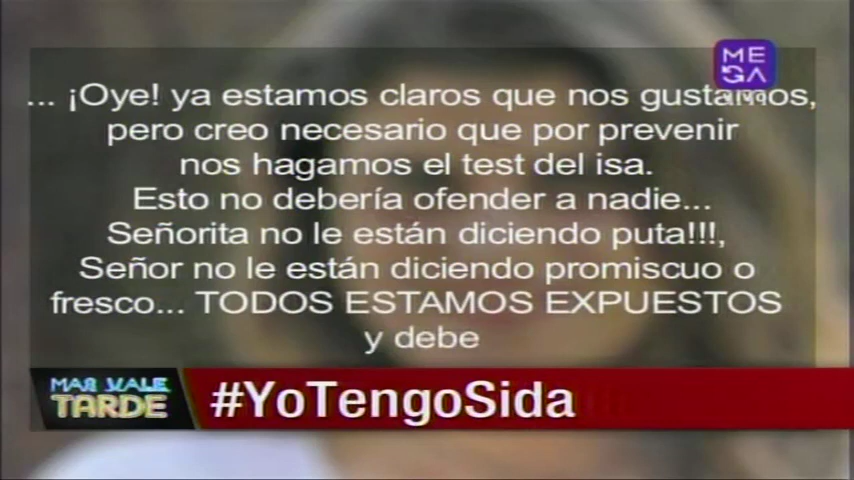 MEGA
... ¡Oye! ya estamos claros que nos gustamos,
pero creo necesario que por prevenir
nos hagamos el test del isa.
Esto no debería ofender a nadie...
Señorita no le están diciendo puta!!!,
Señor no le están diciendo promiscuo o
fresco... TODOS ESTAMOS EXPUESTOS
y debe
MAS VALE
TARDE
#YoTengoSida